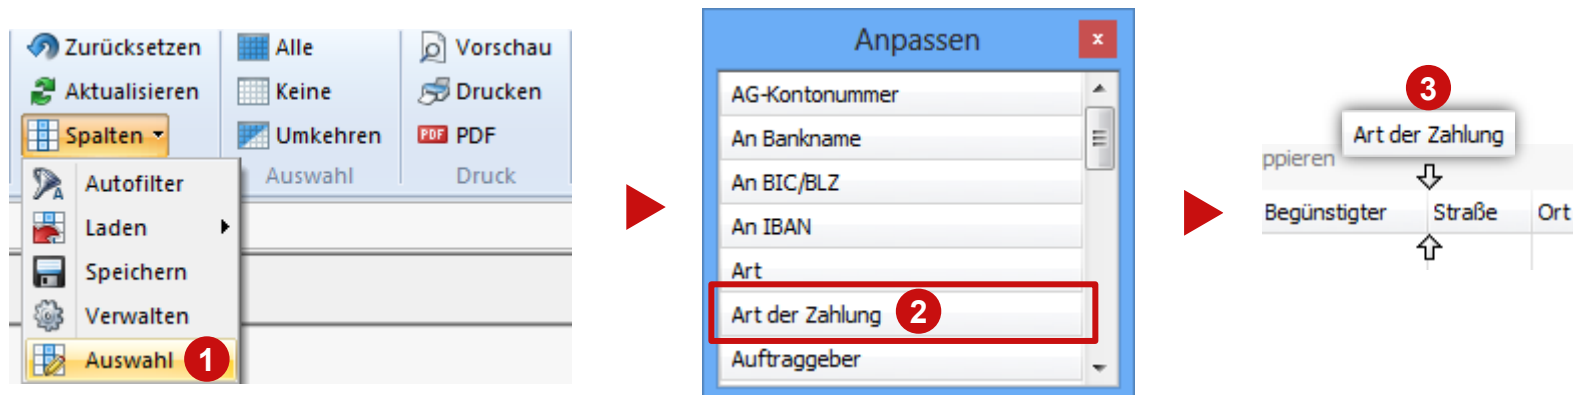 Zurücksetzen
Alle
Vorschau
Aktualisieren
Keine
Drucken
Spalten
Umkehren
PDF PDF
Auswahl
Druck
Autofilter
Laden
Speichern
Verwalten
Auswahl 1
Anpassen x
AG-Kontonummer
An Bankname
An BIC/BLZ
An IBAN
Art
Art der Zahlung 2
Auftraggeber
3
Art der Zahlung
ppieren
Begünstigter Straße Ort